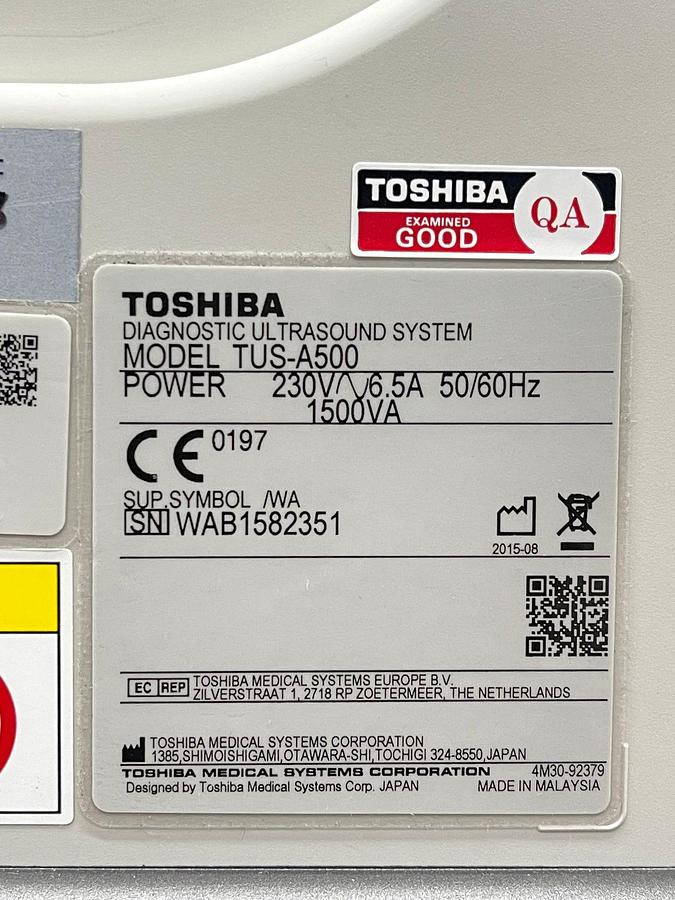 TOSHIBA
EXAMINED
GOOD
QA
TOSHIBA
DIAGNOSTIC ULTRASOUND SYSTEM
MODEL TUS-A500
POWER 230V 6.5A 50/60Hz
1500VA
CE 0197
SUP.SYMBOL /WA
SN WAB1582351
2015-08
EC REP TOSHIBA MEDICAL SYSTEMS EUROPE B.V.
ZILVERSTRAAT 1, 2718 RP ZOETERMEER, THE NETHERLANDS
TOSHIBA MEDICAL SYSTEMS CORPORATION
1385,SHIMOISHIGAMI,OTAWARA-SHI,TOCHIGI 324-8550,JAPAN
TOSHIBA MEDICAL SYSTEMS CORPORATION 4M30-92379
Designed by Toshiba Medical Systems Corp. JAPAN MADE IN MALAYSIA